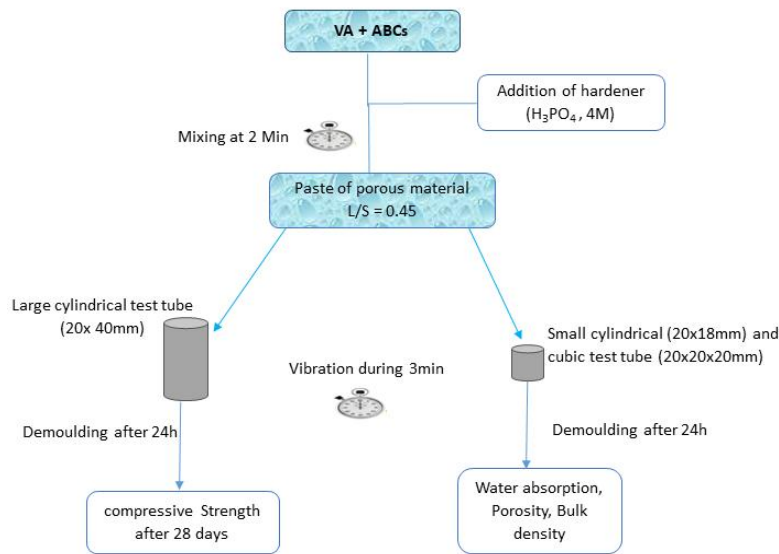 VA + ABCs
Addition of hardener
(H₃PO₄ , 4M)
Mixing at 2 Min
Paste of porous material
L/S = 0.45
Large cylindrical test tube
(20x 40mm)
Small cylindrical (20x18mm) and
cubic test tube (20x20x20mm)
Vibration during 3min
Demoulding after 24h
Demoulding after 24h
compressive Strength
after 28 days
Water absorption,
Porosity, Bulk
density